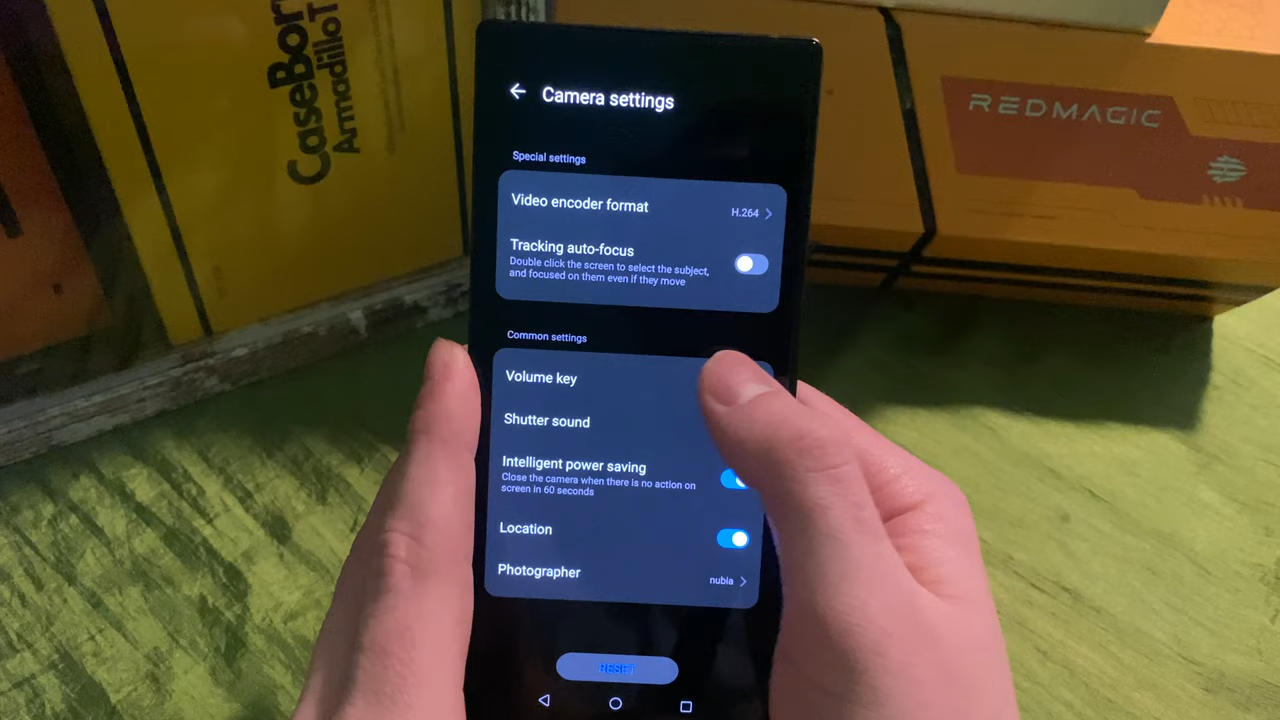 CaseBor
ArmadilloT
REDMAGIC
Camera settings
Special settings
Video encoder format
H.264
Tracking auto-focus
Double click the screen to select the subject,
and focused on them even if they move
Common settings
Volume key
Shutter sound
Intelligent power saving
Close the camera when there is no action on
screen in 60 seconds
Location
Photographer
nubia
RESET